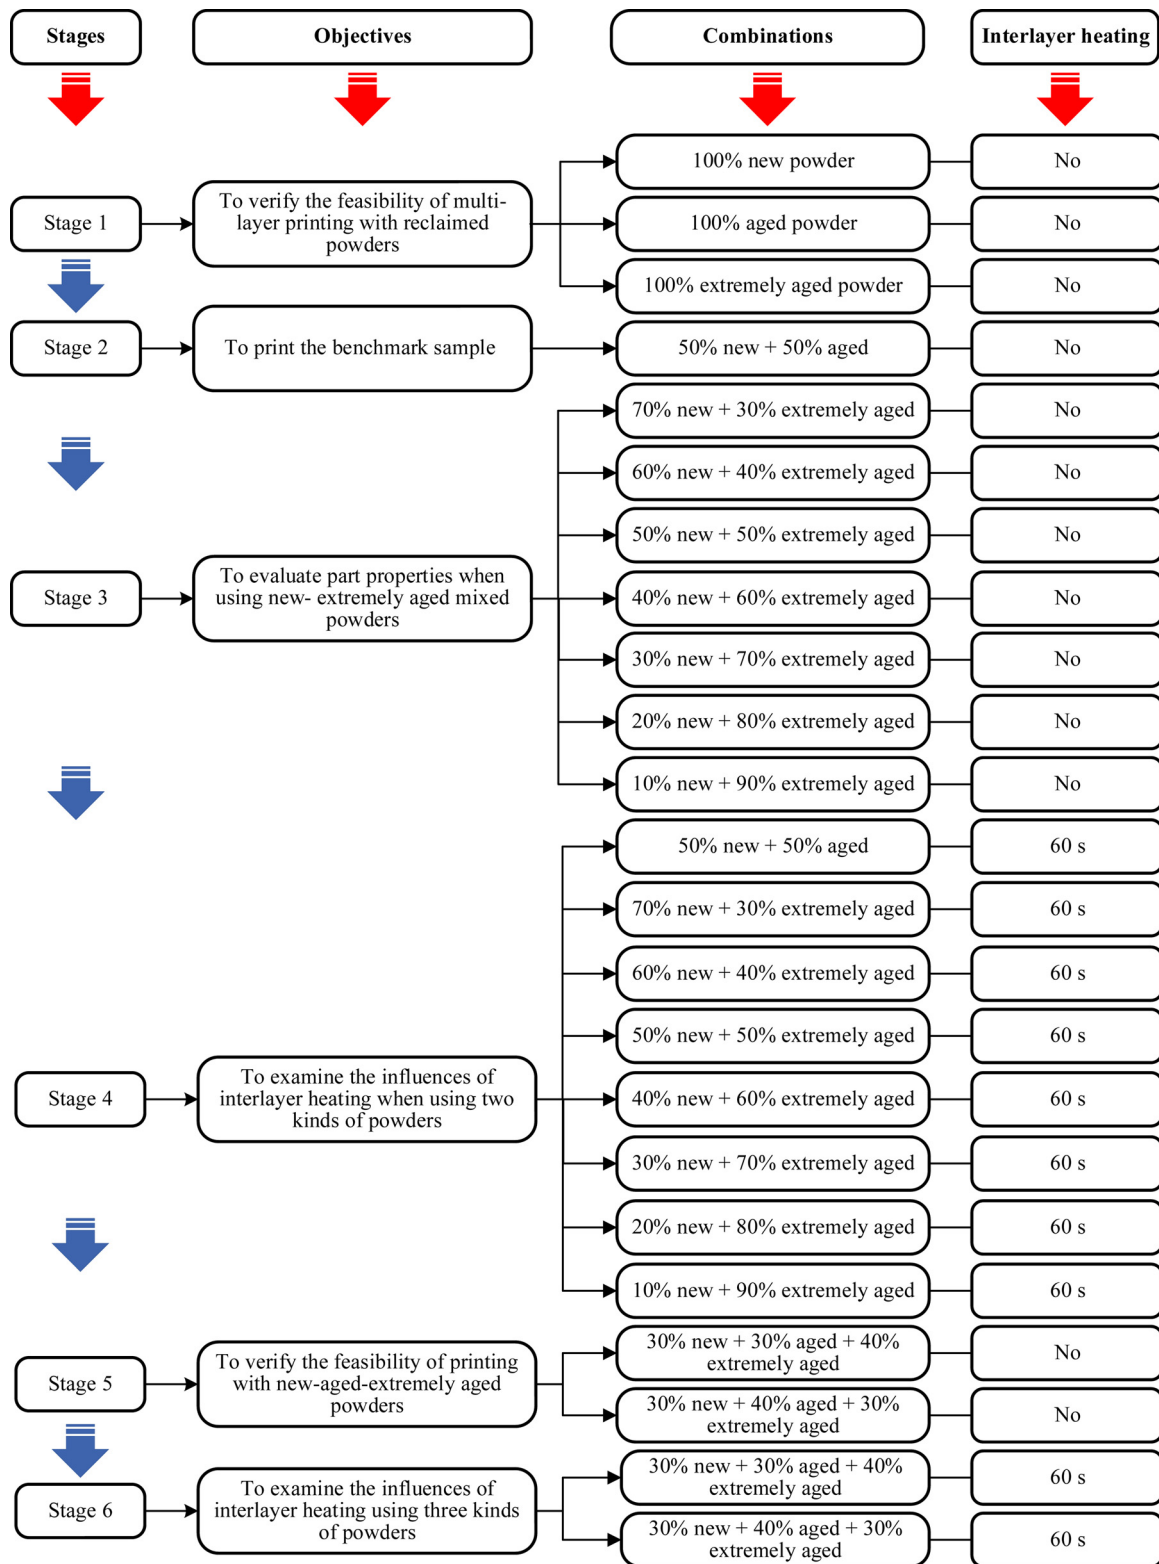 Stages
Objectives
Combinations
Interlayer heating
100% new powder
No
Stage 1
To verify the feasibility of multi-
layer printing with reclaimed
powders
100% aged powder
No
100% extremely aged powder
No
Stage 2
To print the benchmark sample
50% new + 50% aged
No
70% new + 30% extremely aged
No
60% new + 40% extremely aged
No
50% new + 50% extremely aged
No
Stage 3
To evaluate part properties when
using new- extremely aged mixed
powders
40% new + 60% extremely aged
No
30% new + 70% extremely aged
No
20% new + 80% extremely aged
No
10% new + 90% extremely aged
No
50% new + 50% aged
60 s
70% new + 30% extremely aged
60 s
60% new + 40% extremely aged
60 s
50% new + 50% extremely aged
60 s
Stage 4
To examine the influences of
interlayer heating when using two
kinds of powders
40% new + 60% extremely aged
60 s
30% new + 70% extremely aged
60 s
20% new + 80% extremely aged
60 s
10% new + 90% extremely aged
60 s
Stage 5
To verify the feasibility of printing
with new-aged-extremely aged
powders
30% new + 30% aged + 40%
extremely aged
No
30% new + 40% aged + 30%
extremely aged
No
Stage 6
To examine the influences of
interlayer heating using three kinds
of powders
30% new + 30% aged + 40%
extremely aged
60 s
30% new + 40% aged + 30%
extremely aged
60 s